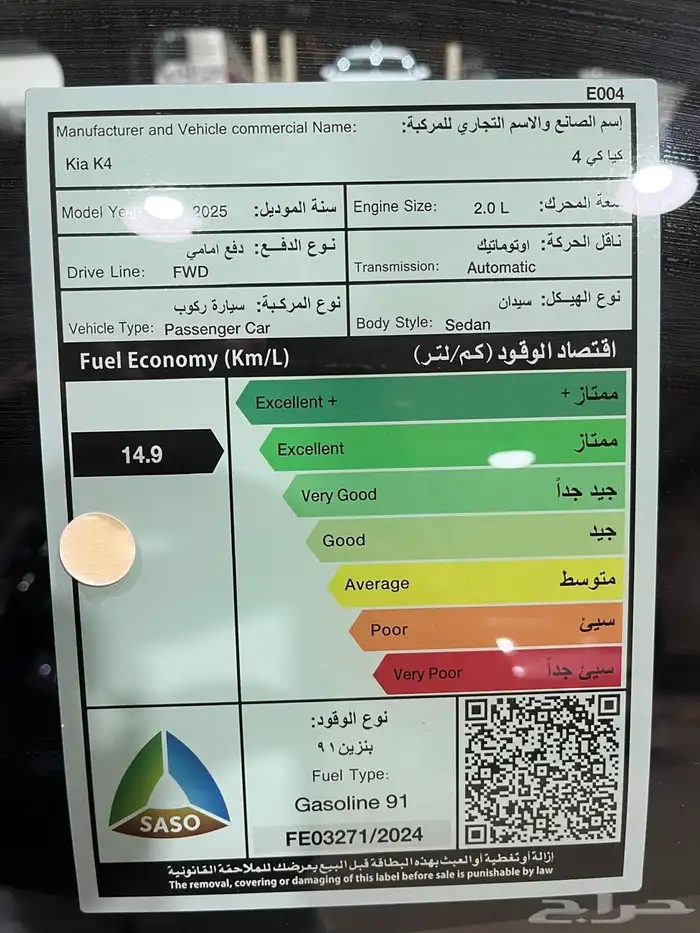 E004
Manufacturer and Vehicle commercial Name: إسم الصانع والاسم التجاري للمركبة:
Kia K4 كيا كي 4
Model Year 2025 سنة الموديل:
Engine Size: 2.0 L سعة المحرك:
نوع الدفع: دفع امامي
Drive Line: FWD
ناقل الحركة: اوتوماتيك
Transmission: Automatic
نوع المركبة: سيارة ركوب
Vehicle Type: Passenger Car
نوع الهيكل: سيدان
Body Style: Sedan
Fuel Economy (Km/L) اقتصاد الوقود (كم/لتر)
Excellent + ممتاز +
14.9
Excellent ممتاز
Very Good جيد جداً
Good جيد
Average متوسط
Poor سيئ
Very Poor سيئ جداً
SASO
نوع الوقود:
بنزين ٩١
Fuel Type:
Gasoline 91
FE03271/2024
إزالة أو تغطية أو العبث بهذه البطاقة قبل البيع يعرضك للملاحقة القانونية
The removal, covering or damaging of this label before sale is punishable by law
حراج